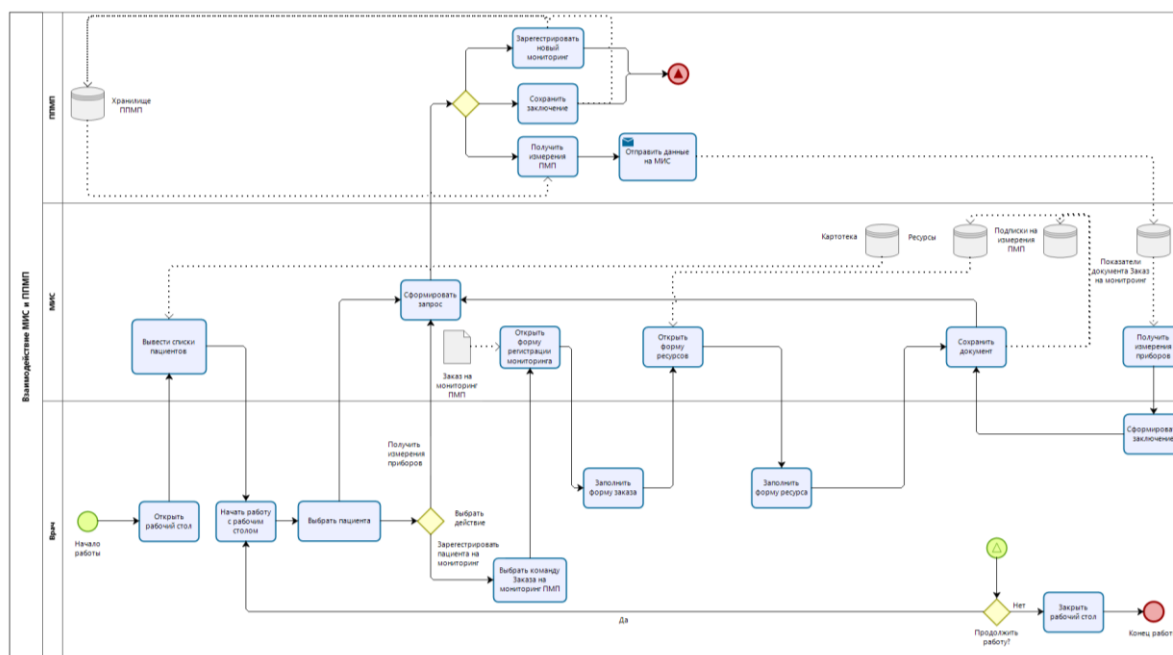 Взаимодействие МИС и ППМП
ППМП
Хранилище
ППМП
Зарегестрировать
новый
мониторинг
Сохранить
заключение
Получить
измерения
ПМП
Отправить данные
на МИС
МИС
Картотека
Ресурсы
Подписки на
измерения
ПМП
Показатели
документа Заказ
на монитроинг
Сформировать
запрос
Вывести списки
пациентов
Заказ на
мониторинг
ПМП
Открыть
форму
регистрации
мониторинга
Открыть
форму
ресурсов
Сохранить
документ
Получить
измерения
приборов
Врач
Сформировать
заключение
Получить
измерения
приборов
Заполнить
форму заказа
Заполнить
форму ресурса
Начало
работы
Открыть
рабочий стол
Начать работу
с рабочим
столом
Выбрать пациента
Выбрать
действие
Зарегестрировать
пациента на
мониторинг
Выбрать команду
Заказа на
мониторинг ПМП
Да
Продолжить
работу?
Нет
Закрыть
рабочий стол
Конец работ